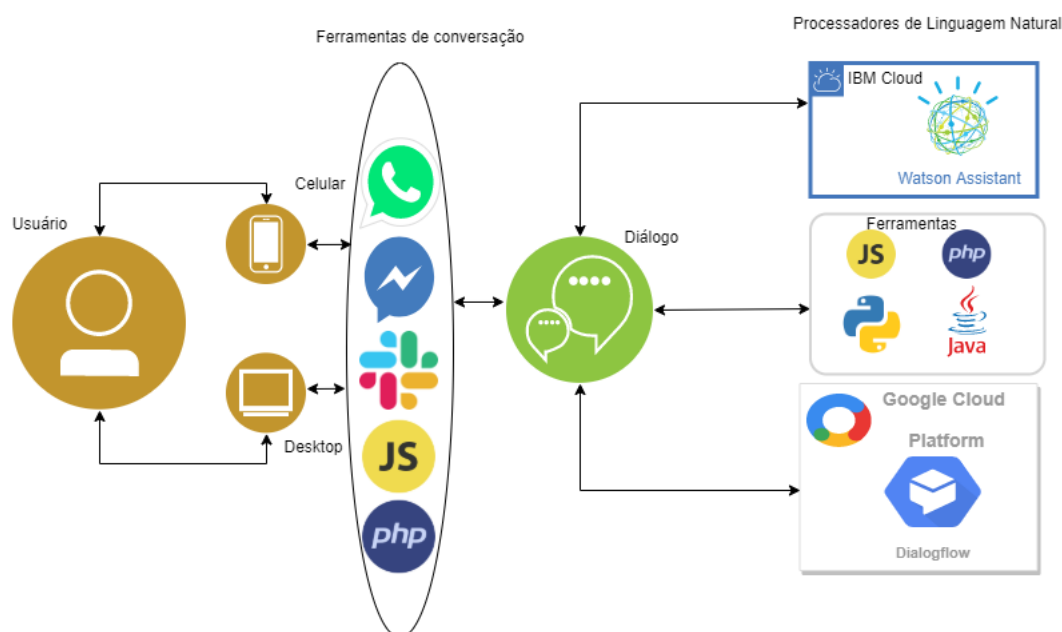 Processadores de Linguagem Natural
Ferramentas de conversação
IBM Cloud
Watson Assistant
Celular
Usuário
Diálogo
Ferramentas
JS
php
Java
Desktop
Google Cloud
Platform
Dialogflow
JS
php